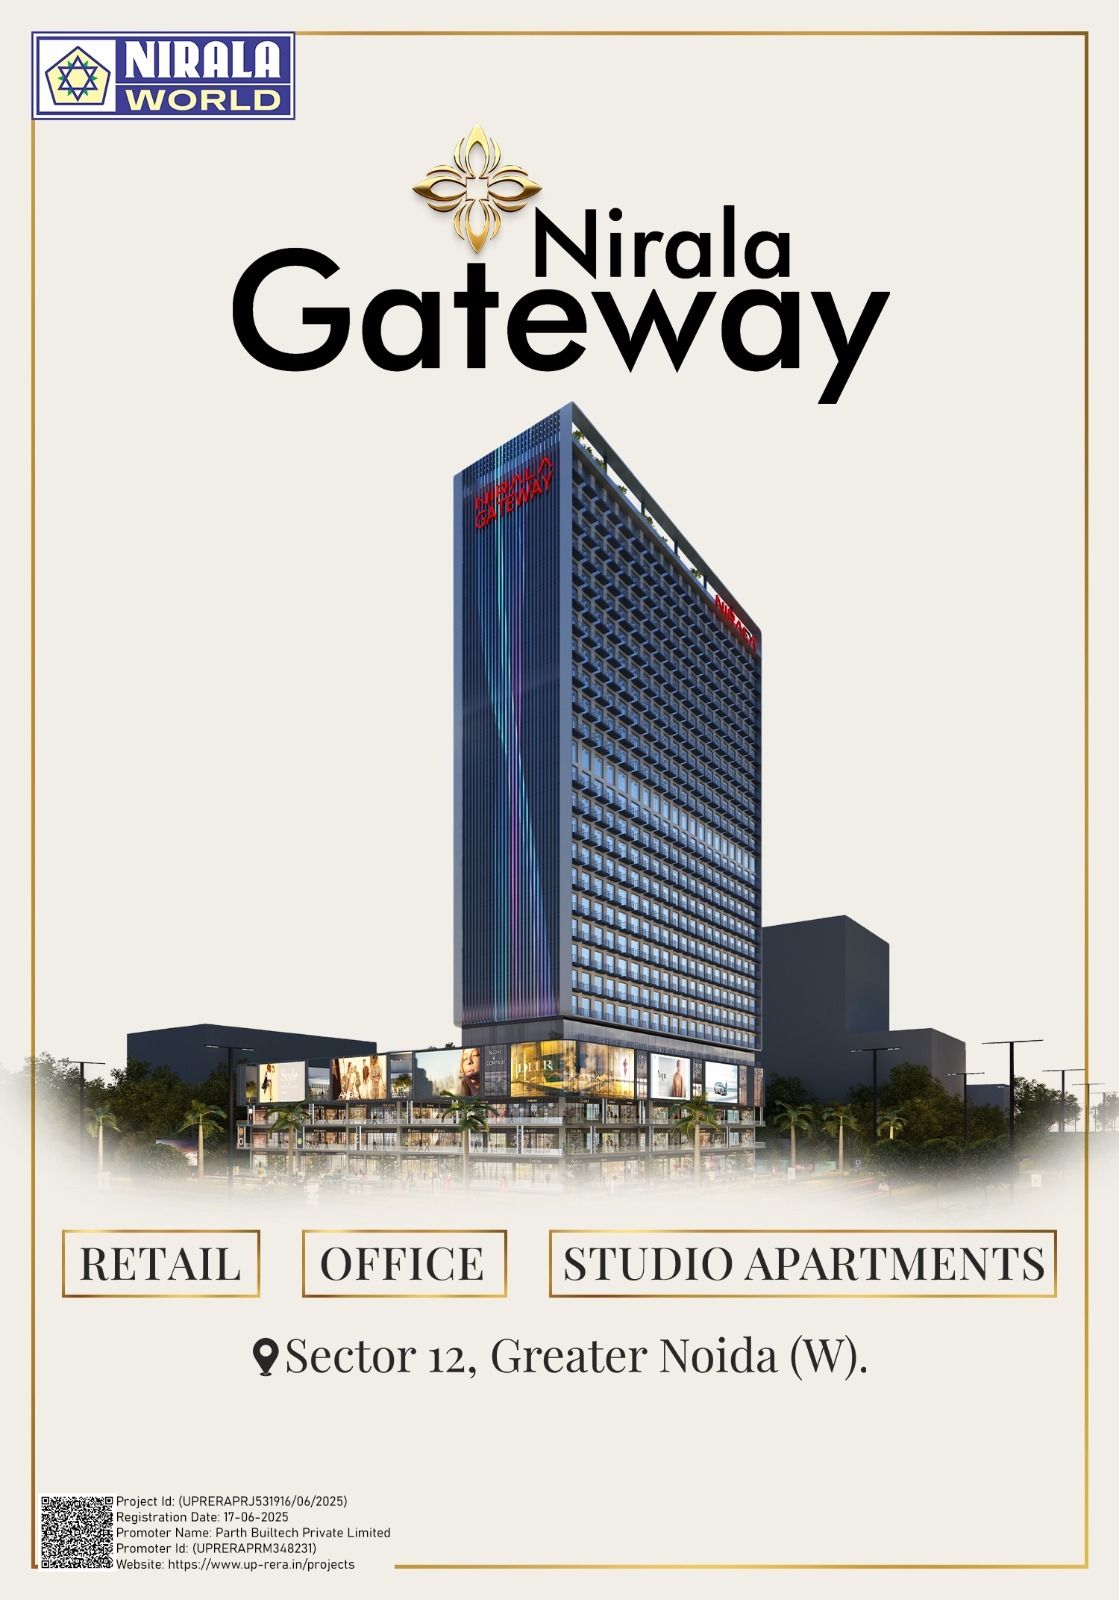 NIRALA
WORLD
Nirala
Gateway
NIRALA
GATEWAY
NIRALA
RETAIL
OFFICE
STUDIO APARTMENTS
Sector 12, Greater Noida (W).
Project Id: (UPRERAPRJ531916/06/2025)
Registration Date: 17-06-2025
Promoter Name: Parth Builtech Private Limited
Promoter Id: (UPRERAPRM348231)
Website: https://www.up-rera.in/projects